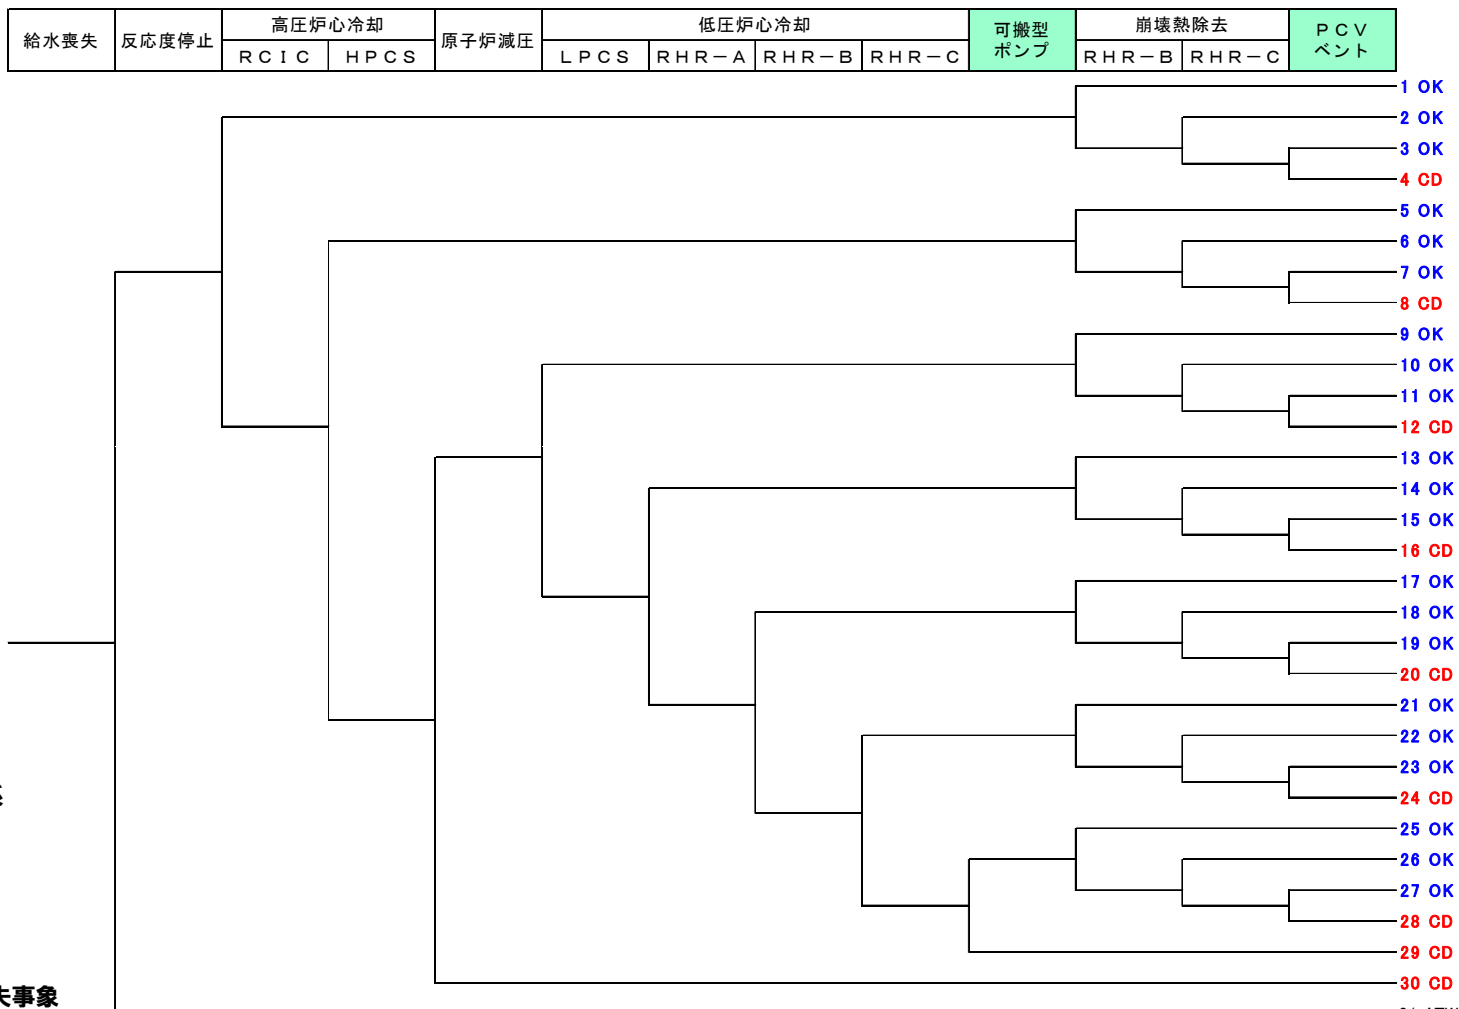 給水喪失 反応度停止 高圧炉心冷却 原子炉減圧 低圧炉心冷却 可搬型ポンプ 崩壊熱除去 ＰＣＶベント
ＲＣＩＣ ＨＰＣＳ ＬＰＣＳ ＲＨＲ－Ａ ＲＨＲ－Ｂ ＲＨＲ－Ｃ ＲＨＲ－Ｂ ＲＨＲ－Ｃ
1 OK
2 OK
3 OK
4 CD
5 OK
6 OK
7 OK
8 CD
9 OK
10 OK
11 OK
12 CD
13 OK
14 OK
15 OK
16 CD
17 OK
18 OK
19 OK
20 CD
21 OK
22 OK
23 OK
24 CD
25 OK
26 OK
27 OK
28 CD
29 CD
30 CD
事象